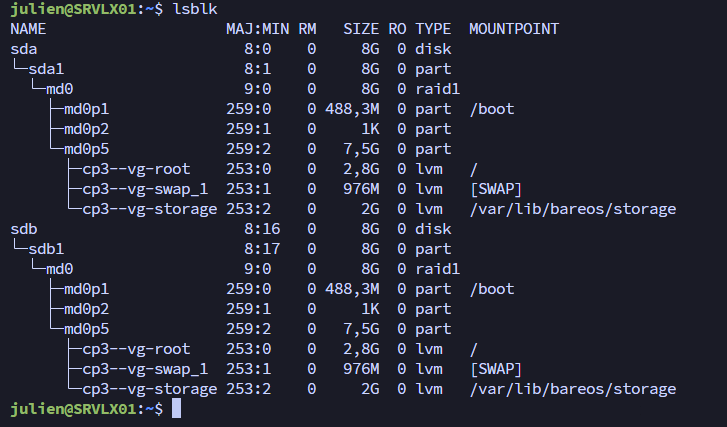 julien@SRVLX01:~$ lsblk
NAME                    MAJ:MIN RM   SIZE RO TYPE  MOUNTPOINT
sda                       8:0    0     8G  0 disk
└─sda1                    8:1    0     8G  0 part
  └─md0                   9:0    0     8G  0 raid1
    ├─md0p1             259:0    0 488,3M  0 part  /boot
    ├─md0p2             259:1    0     1K  0 part
    └─md0p5             259:2    0   7,5G  0 part
      ├─cp3--vg-root    253:0    0   2,8G  0 lvm   /
      ├─cp3--vg-swap_1  253:1    0   976M  0 lvm   [SWAP]
      └─cp3--vg-storage 253:2    0     2G  0 lvm   /var/lib/bareos/storage
sdb                       8:16   0     8G  0 disk
└─sdb1                    8:17   0     8G  0 part
  └─md0                   9:0    0     8G  0 raid1
    ├─md0p1             259:0    0 488,3M  0 part  /boot
    ├─md0p2             259:1    0     1K  0 part
    └─md0p5             259:2    0   7,5G  0 part
      ├─cp3--vg-root    253:0    0   2,8G  0 lvm   /
      ├─cp3--vg-swap_1  253:1    0   976M  0 lvm   [SWAP]
      └─cp3--vg-storage 253:2    0     2G  0 lvm   /var/lib/bareos/storage
julien@SRVLX01:~$